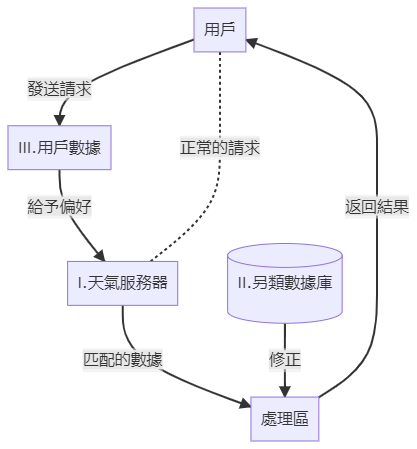 用戶
發送請求
III.用戶數據
正常的請求
給予偏好
返回結果
I.天氣服務器
II.另類數據庫
匹配的數據
修正
處理區